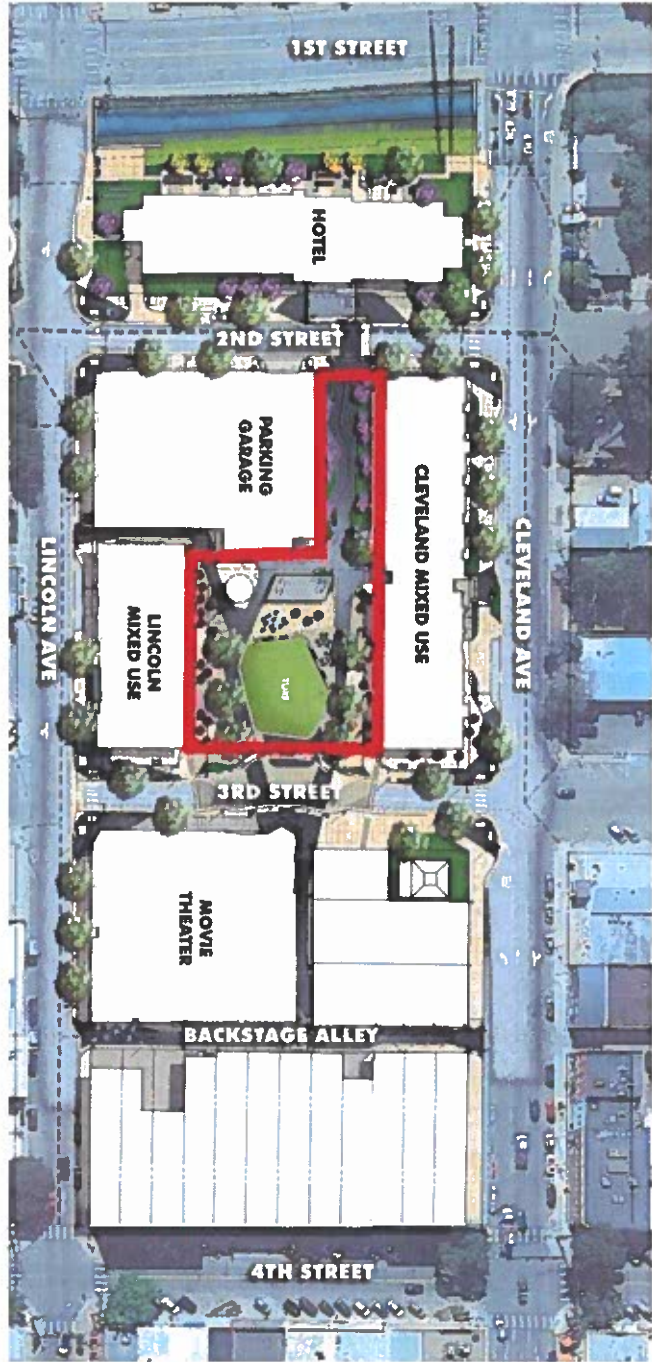 1ST STREET
HOTEL
2ND STREET
PARKING
GARAGE
CLEVELAND MIXED USE
CLEVELAND AVE
LINCOLN AVE
LINCOLN
MIXED USE
TURF
3RD STREET
MOVIE
THEATER
BACKSTAGE ALLEY
4TH STREET